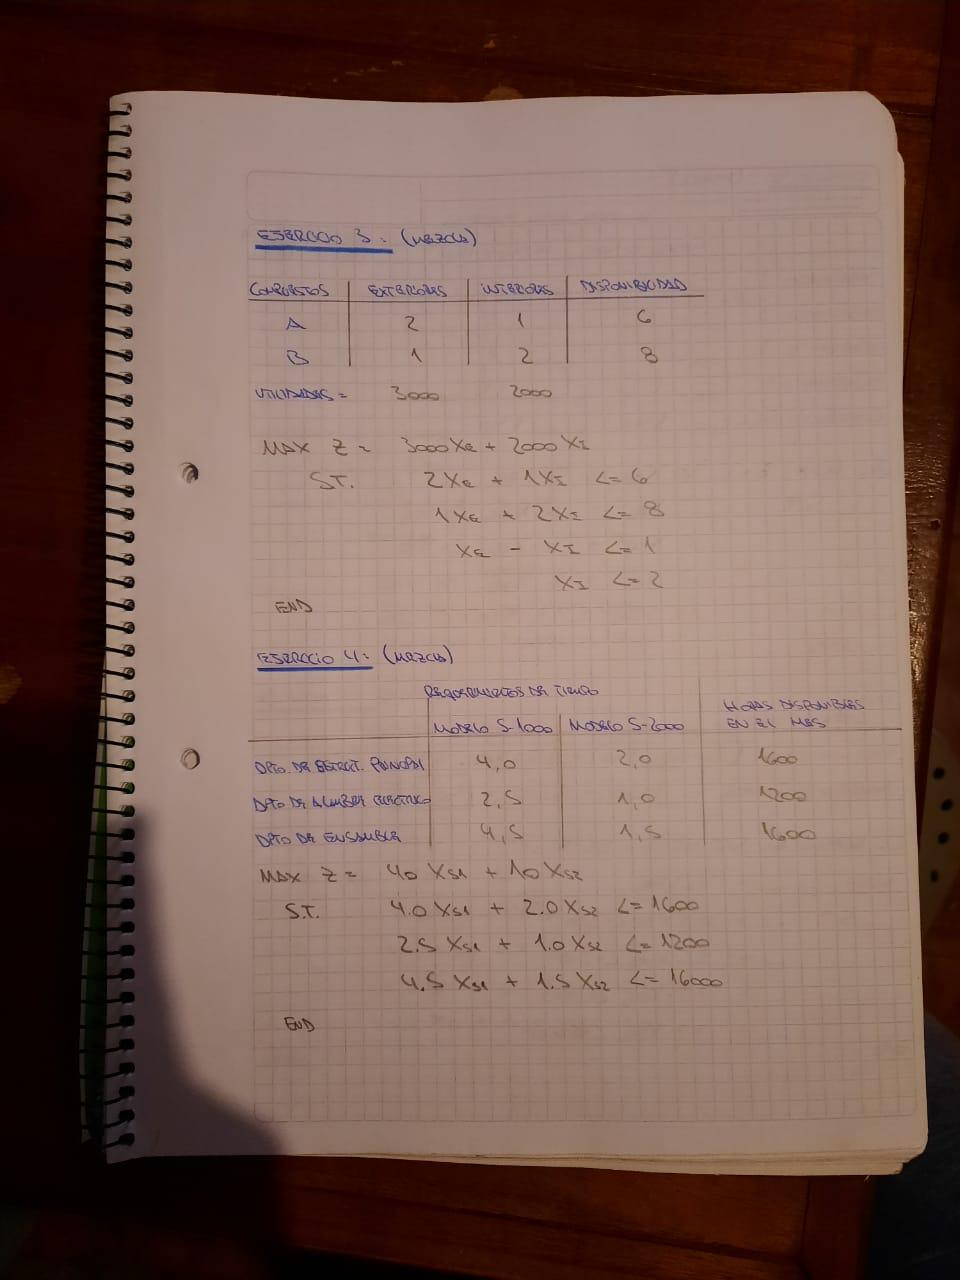 EJERCICIO 3: (MEZCLA)
COMPUESTOS EXTERIORES INTERIORES DISPONIBILIDAD
A 2 1 6
B 1 2 8
UTILIDADES = 3000 2000
MAX Z = 3000XE + 2000XI
ST. 2XE + 1XI <= 6
1XE + 2XI <= 8
XE - XI <= 1
XI <= 2
END
EJERCICIO 4: (MEZCLA)
REQUERIMIENTOS DE TIEMPO
MODELO S-1000 MODELO S-2000 HORAS DISPONIBLES EN EL MES
DPTO. DE ESTRUCT. PRINCIPAL 4,0 2,0 1600
DPTO DE ALAMBRE ELECTRICO 2,5 1,0 1200
DPTO DE ENSAMBLE 4,5 1,5 1600
MAX Z = 40 XS1 + 10 XS2
S.T. 4.0 XS1 + 2.0 XS2 <= 1600
2.5 XS1 + 1.0 XS2 <= 1200
4.5 XS1 + 1.5 XS2 <= 16000
END